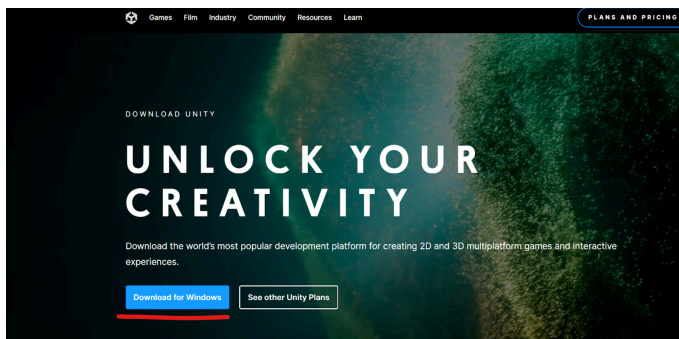 Games Film Industry Community Resources Learn PLANS AND PRICING
DOWNLOAD UNITY
UNLOCK YOUR
CREATIVITY
Download the world's most popular development platform for creating 2D and 3D multiplatform games and interactive
experiences.
Download for Windows See other Unity Plans